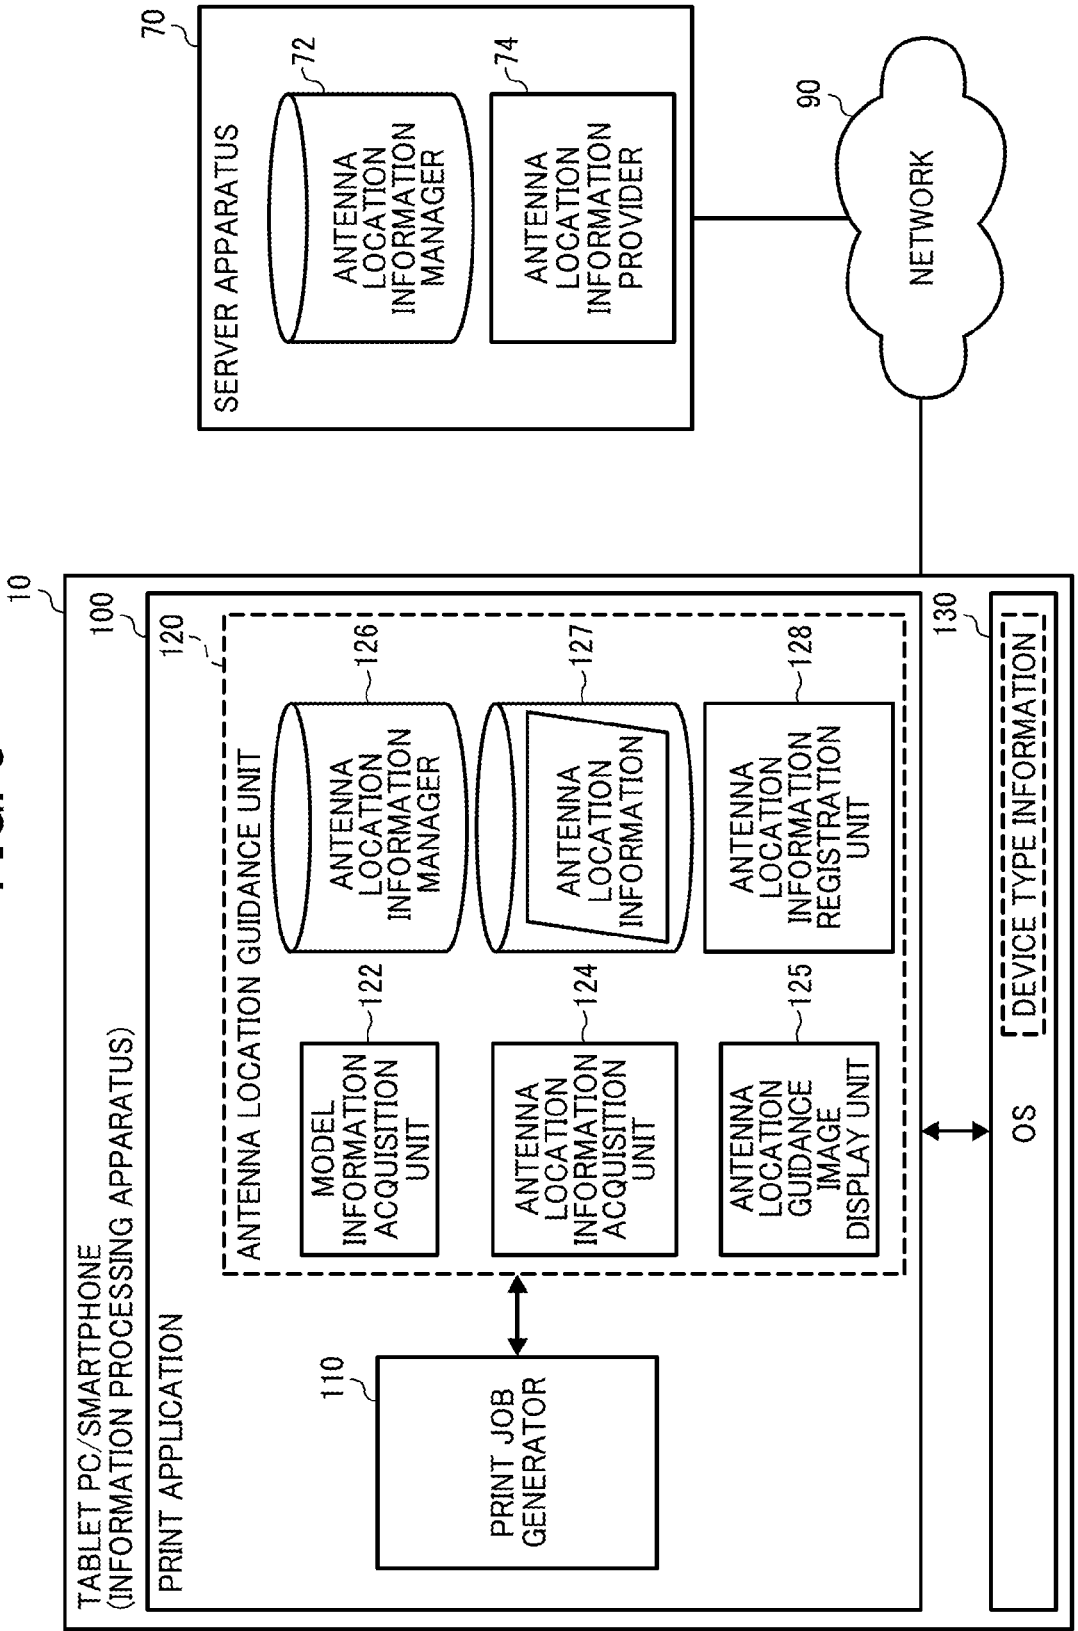 10
TABLET PC/SMARTPHONE
(INFORMATION PROCESSING APPARATUS)
100
PRINT APPLICATION
110
PRINT JOB
GENERATOR
120
ANTENNA LOCATION GUIDANCE UNIT
122
MODEL
INFORMATION
ACQUISITION
UNIT
126
ANTENNA
LOCATION
INFORMATION
MANAGER
124
ANTENNA
LOCATION
INFORMATION
ACQUISITION
UNIT
127
ANTENNA
LOCATION
INFORMATION
125
ANTENNA
LOCATION
GUIDANCE
IMAGE
DISPLAY UNIT
128
ANTENNA
LOCATION
INFORMATION
REGISTRATION
UNIT
130
OS
DEVICE TYPE INFORMATION
70
SERVER APPARATUS
72
ANTENNA
LOCATION
INFORMATION
MANAGER
74
ANTENNA
LOCATION
INFORMATION
PROVIDER
90
NETWORK